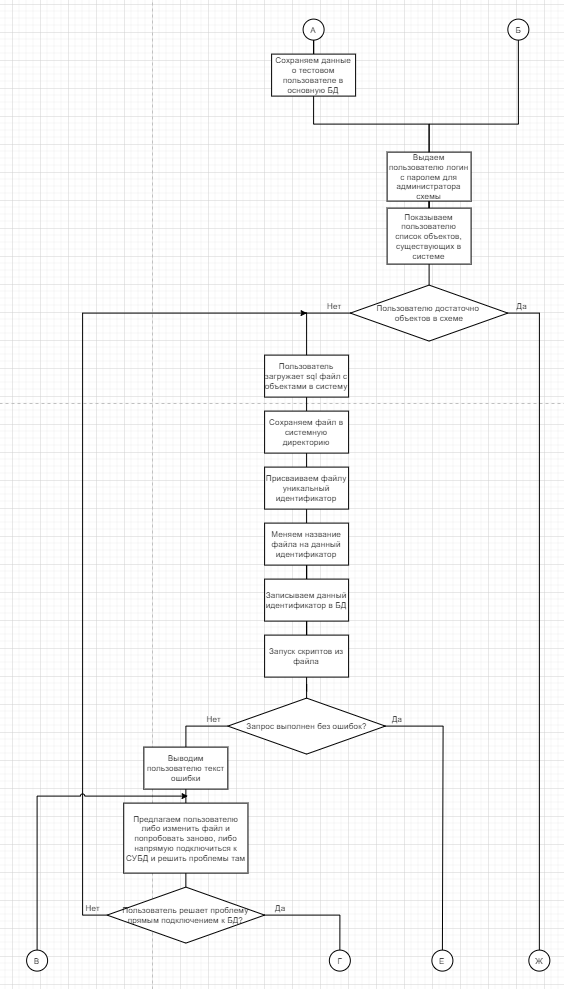 А
Б
Сохраняем данные
о тестовом
пользователе в
основную БД
Выдаем
пользователю логин
с паролем для
администратора
схемы
Показываем
пользователю
список объектов,
существующих в
системе
Нет
Пользователю достаточно
объектов в схеме
Да
Пользователь
загружает sql файл с
объектами в систему
Сохраняем файл в
системную
директорию
Присваиваем файлу
уникальный
идентификатор
Меняем название
файла на данный
идентификатор
Записываем данный
идентификатор в БД
Запуск скриптов из
файла
Нет
Запрос выполнен без ошибок?
Да
Выводим
пользователю текст
ошибки
Предлагаем пользователю
либо изменить файл и
попробовать заново, либо
напрямую подключиться к
СУБД и решить проблемы там
Нет
Пользователь решает проблему
прямым подключением к БД?
Да
В
Г
Е
Ж